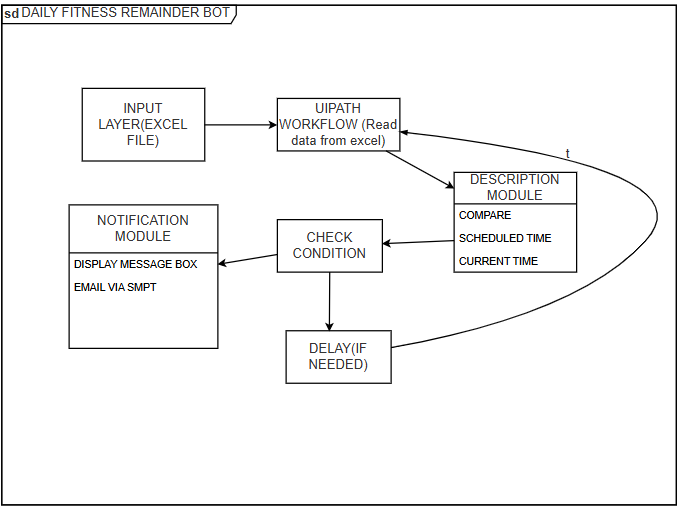 sd DAILY FITNESS REMAINDER BOT
INPUT
LAYER(EXCEL
FILE)
UIPATH
WORKFLOW (Read
data from excel)
t
DESCRIPTION
MODULE
COMPARE
SCHEDULED TIME
CURRENT TIME
CHECK
CONDITION
NOTIFICATION
MODULE
DISPLAY MESSAGE BOX
EMAIL VIA SMPT
DELAY(IF
NEEDED)